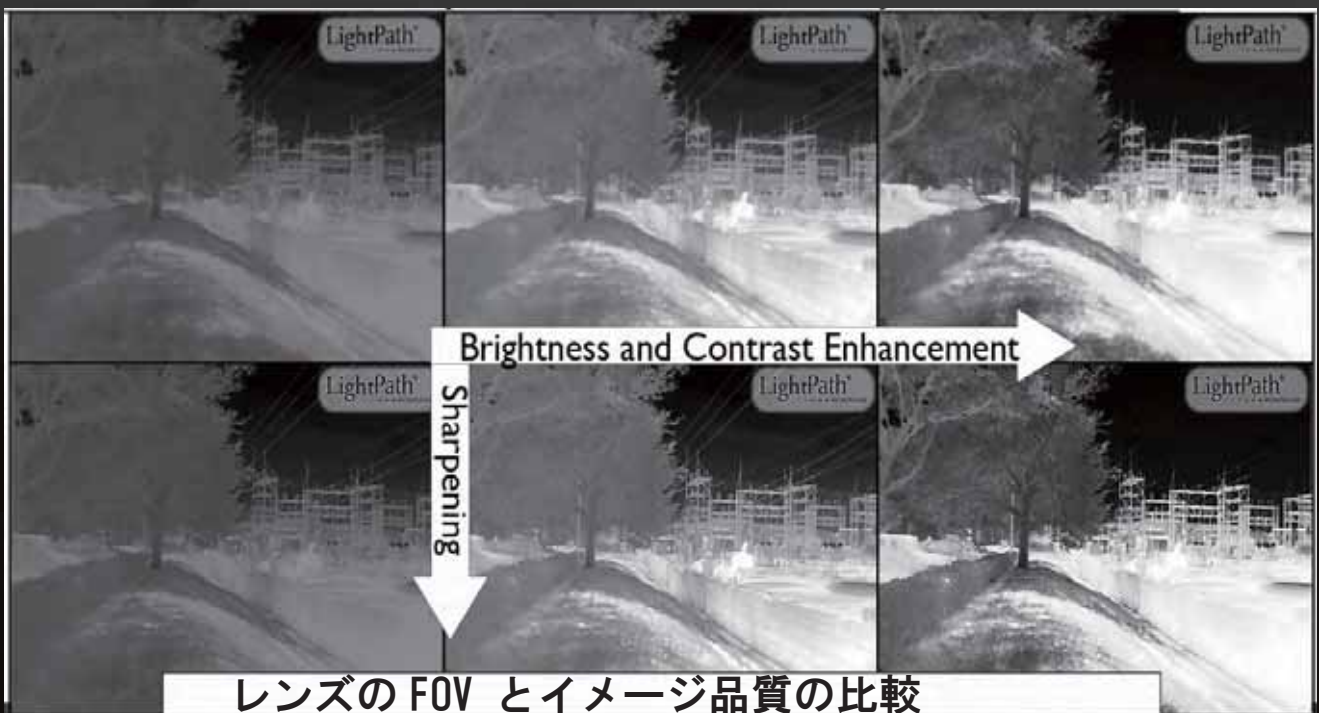 LightPath®
LightPath®
LightPath®
Brightness and Contrast Enhancement
Sharpening
LightPath®
LightPath®
LightPath®
レンズの FOV とイメージ品質の比較